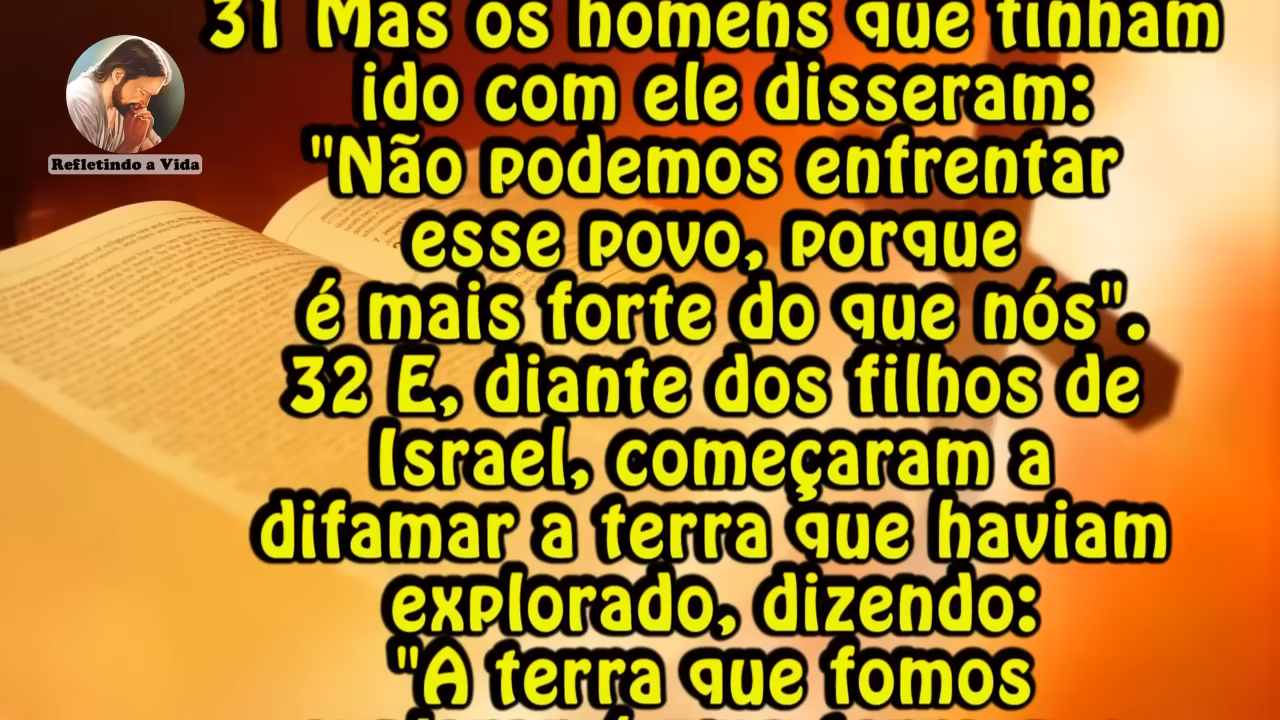 31 Mas os homens que tinham
ido com ele disseram:
"Não podemos enfrentar
esse povo, porque
é mais forte do que nós".
32 E, diante dos filhos de
Israel, começaram a
difamar a terra que haviam
explorado, dizendo:
"A terra que fomos
Refletindo a Vida